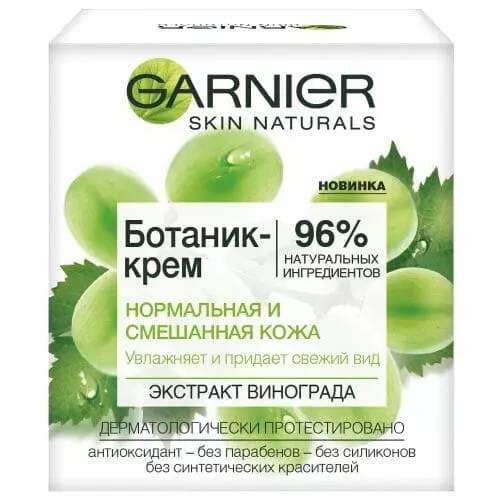 GARNIER
SKIN NATURALS
НОВИНКА
Ботаник-
крем
96%
НАТУРАЛЬНЫХ
ИНГРЕДИЕНТОВ
НОРМАЛЬНАЯ И
СМЕШАННАЯ КОЖА
Увлажняет и придает свежий вид
ЭКСТРАКТ ВИНОГРАДА
ДЕРМАТОЛОГИЧЕСКИ ПРОТЕСТИРОВАНО
антиоксидант – без парабенов – без силиконов
без синтетических красителей